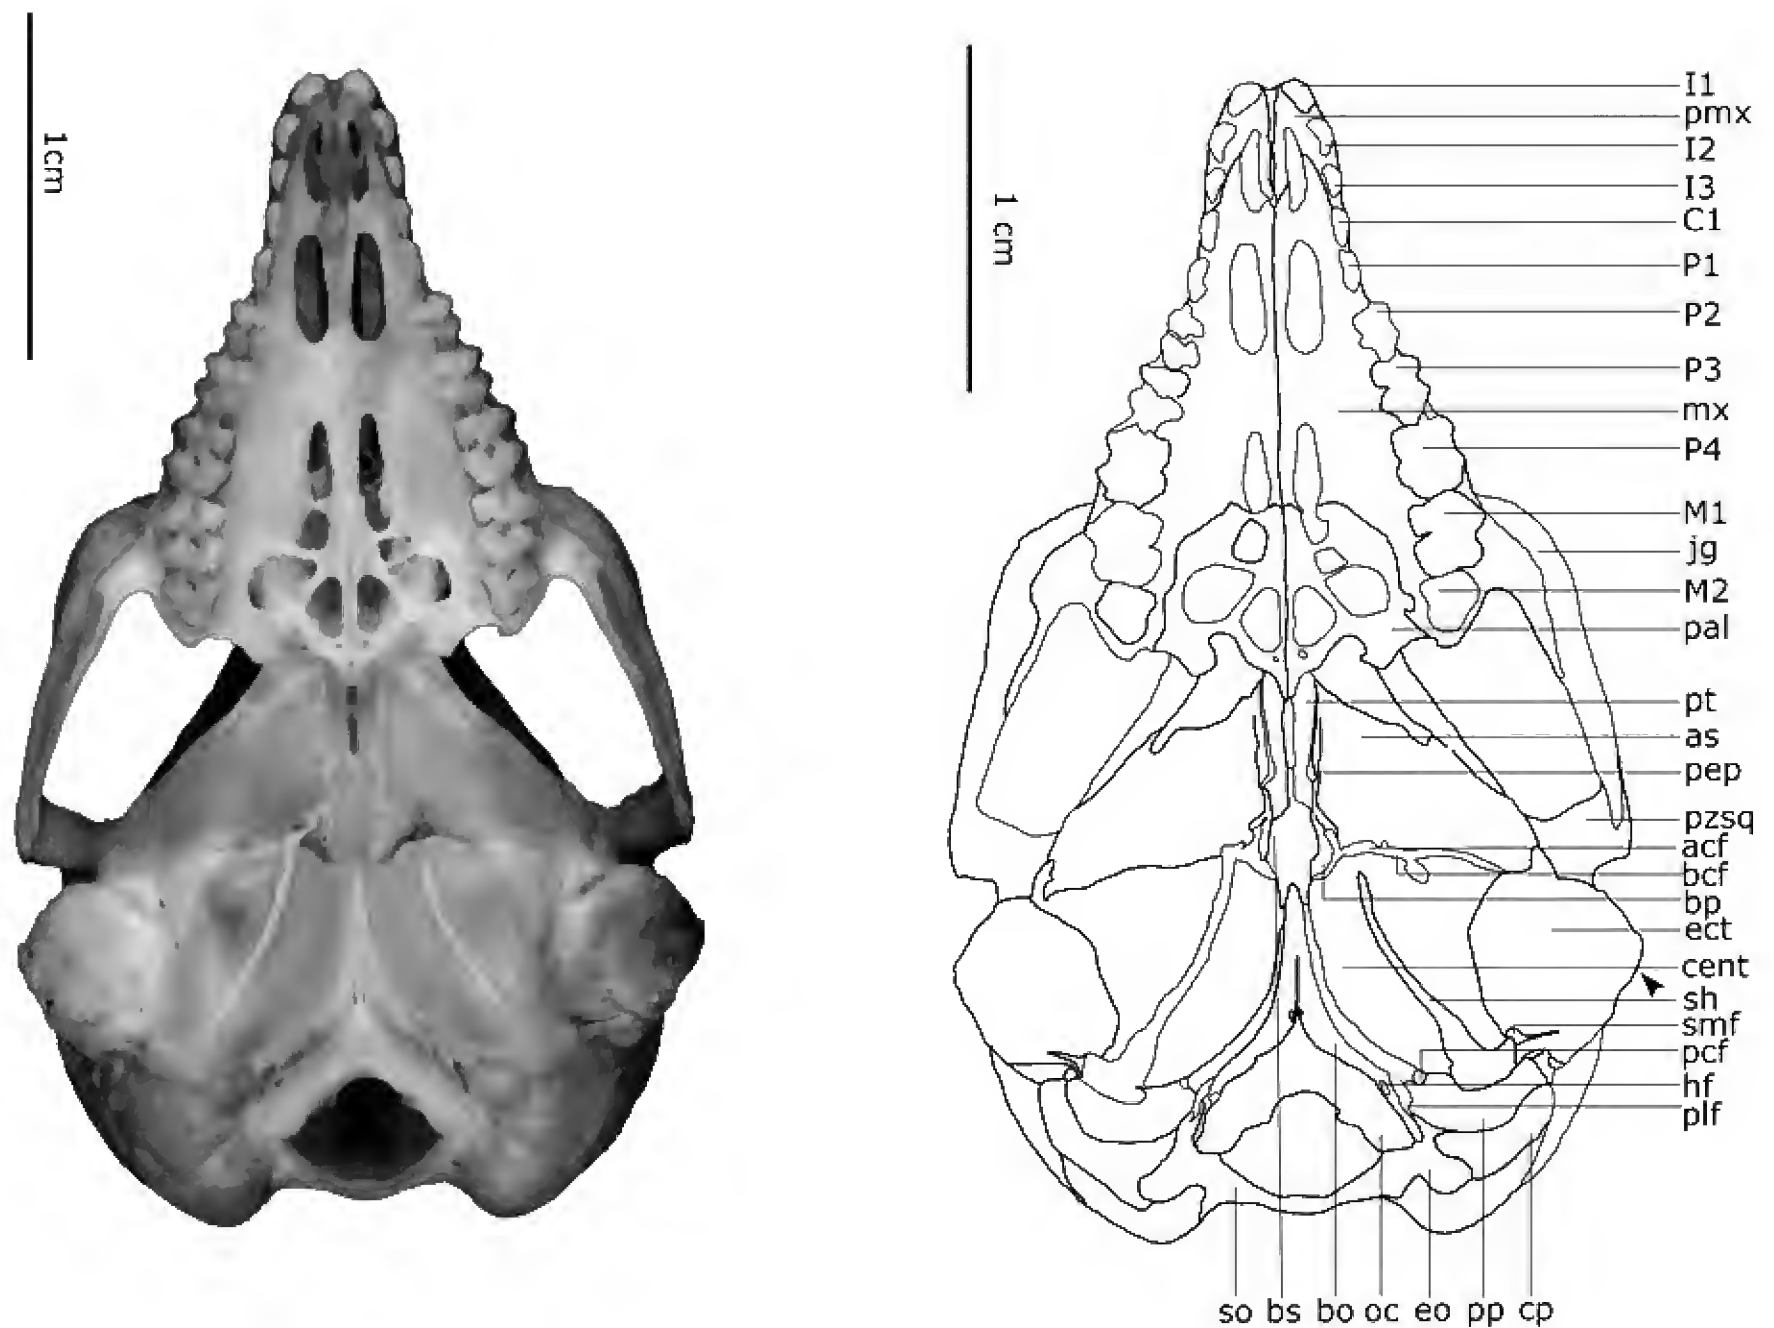 1cm
1 cm
I1
pmx
I2
I3
C1
P1
P2
P3
mx
P4
M1
jg
M2
pal
pt
as
pep
pzsq
acf
bcf
bp
ect
cent
sh
smf
pcf
hf
plf
so bs bo oc eo pp cp